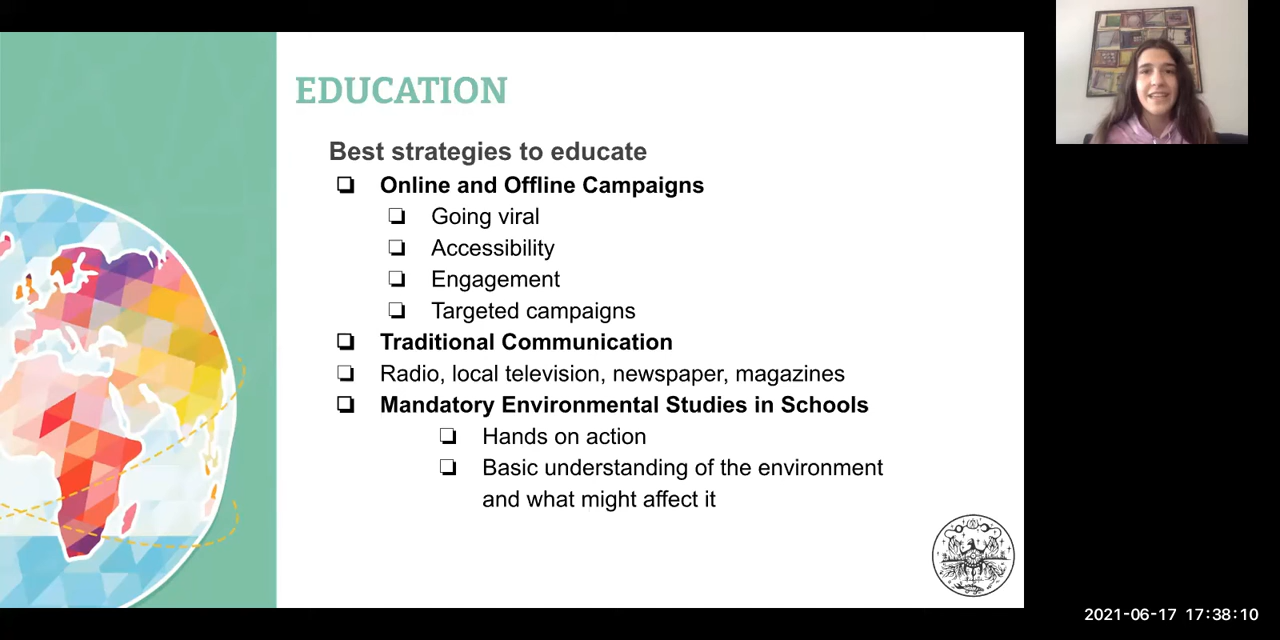 EDUCATION
Best strategies to educate
❏ Online and Offline Campaigns
❏ Going viral
❏ Accessibility
❏ Engagement
❏ Targeted campaigns
❏ Traditional Communication
❏ Radio, local television, newspaper, magazines
❏ Mandatory Environmental Studies in Schools
❏ Hands on action
❏ Basic understanding of the environment
and what might affect it
2021-06-17 17:38:10